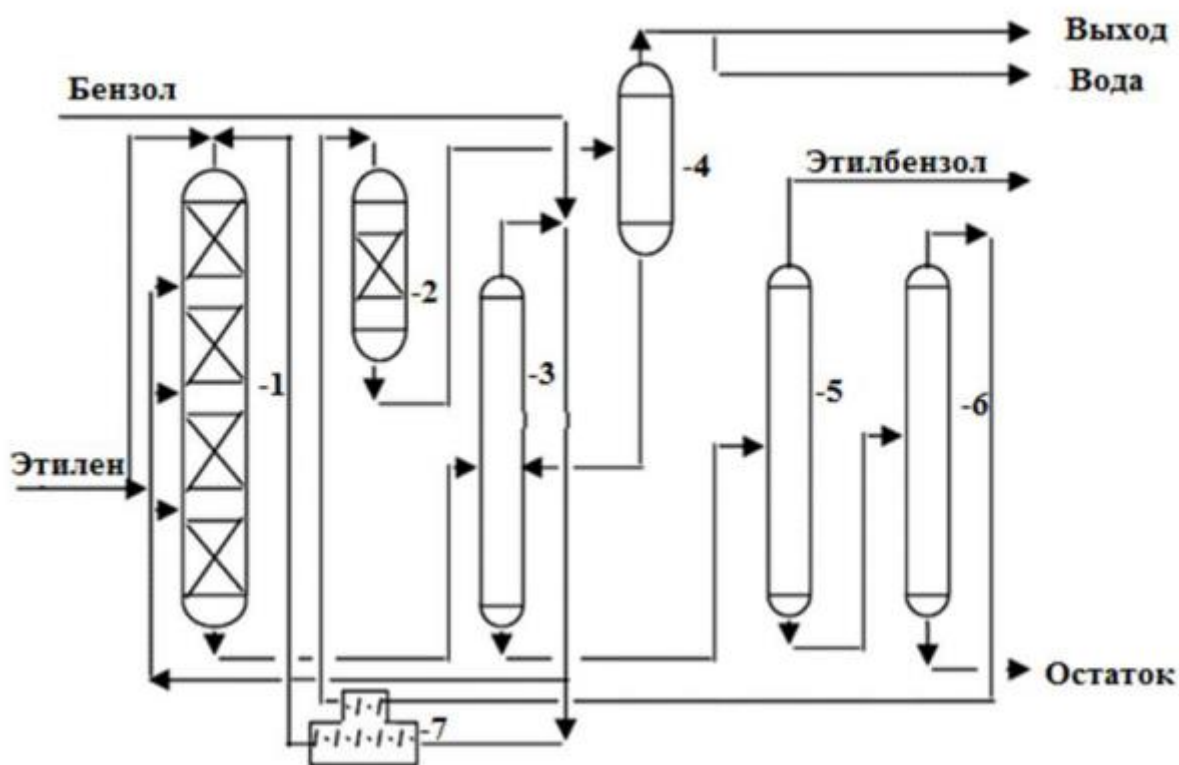 Выход
Бензол
Вода
-4
Этилбензол
-2
-3
-1
-5
-6
Этилен
Остаток
-7